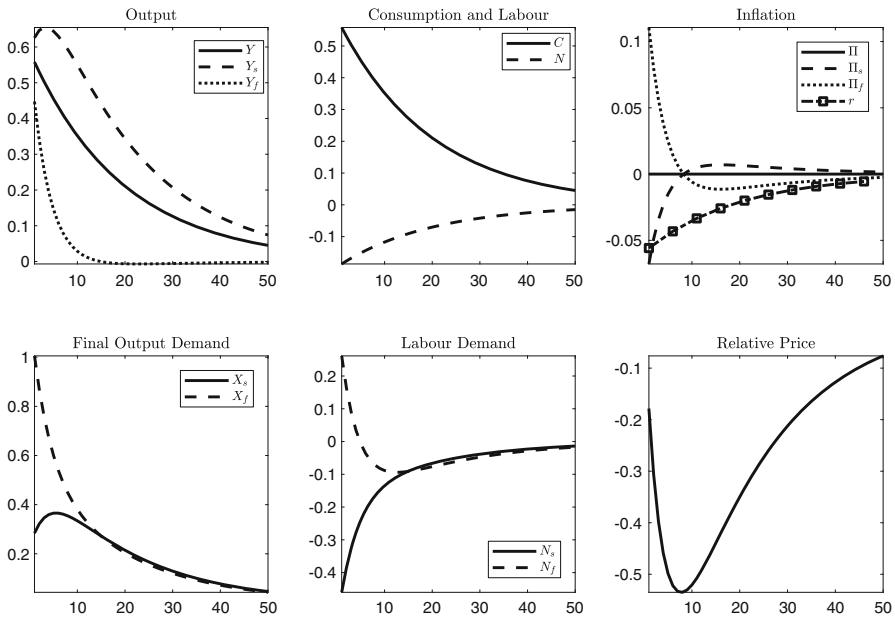 Output
0.6
0.5
0.4
0.3
0.2
0.1
0
10 20 30 40 50
Y
Y_s
Y_f
Consumption and Labour
0.5
0.4
0.3
0.2
0.1
0
-0.1
10 20 30 40 50
C
N
Inflation
0.1
0.05
0
-0.05
10 20 30 40 50
Π
Π_s
Π_f
r
Final Output Demand
1
0.8
0.6
0.4
0.2
10 20 30 40 50
X_s
X_f
Labour Demand
0.2
0.1
0
-0.1
-0.2
-0.3
-0.4
10 20 30 40 50
N_s
N_f
Relative Price
-0.1
-0.2
-0.3
-0.4
-0.5
10 20 30 40 50